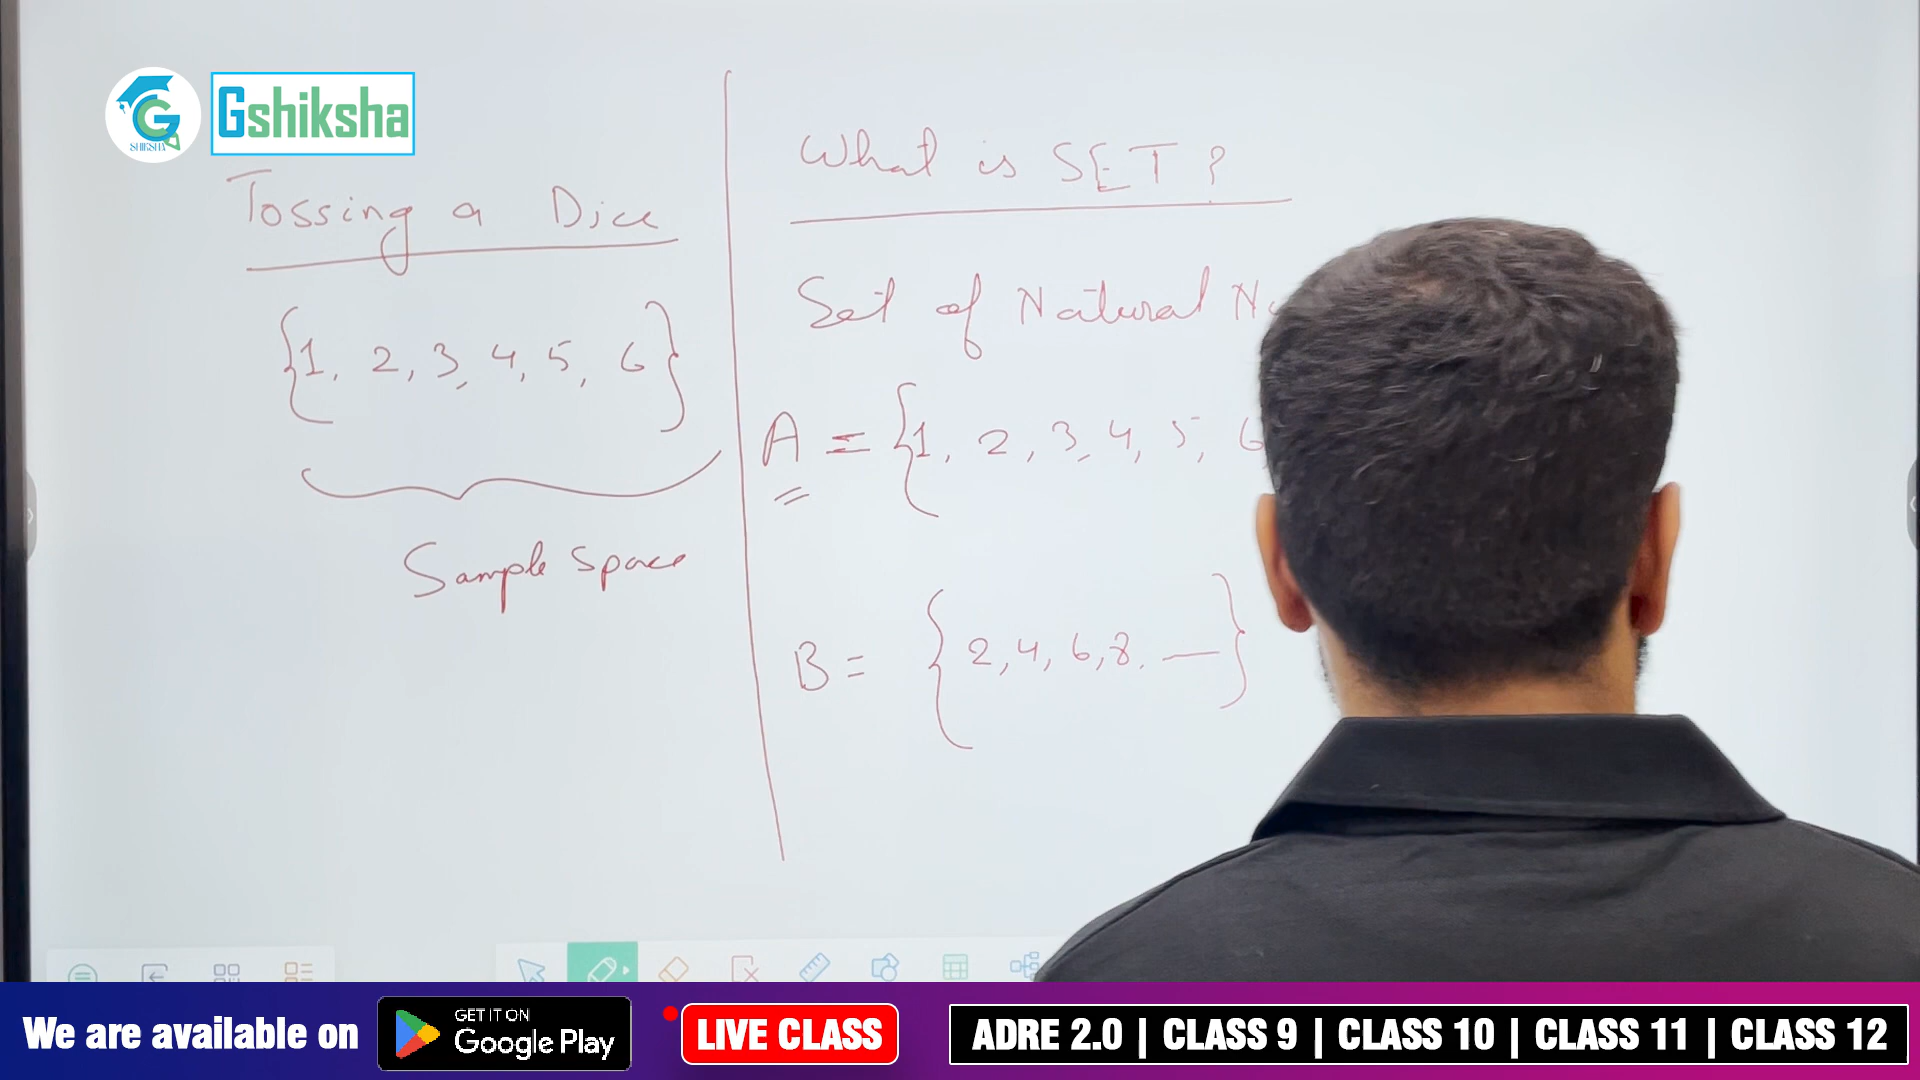 SHIKSHA
Gshiksha
Tossing a Dice
{1, 2, 3, 4, 5, 6}
Sample Space
What is SET?
Set of Natural
A = {1, 2, 3, 4, 5, 6
B = {2, 4, 6, 8, —}
We are available on
GET IT ON
Google Play
LIVE CLASS
ADRE 2.0 | CLASS 9 | CLASS 10 | CLASS 11 | CLASS 12